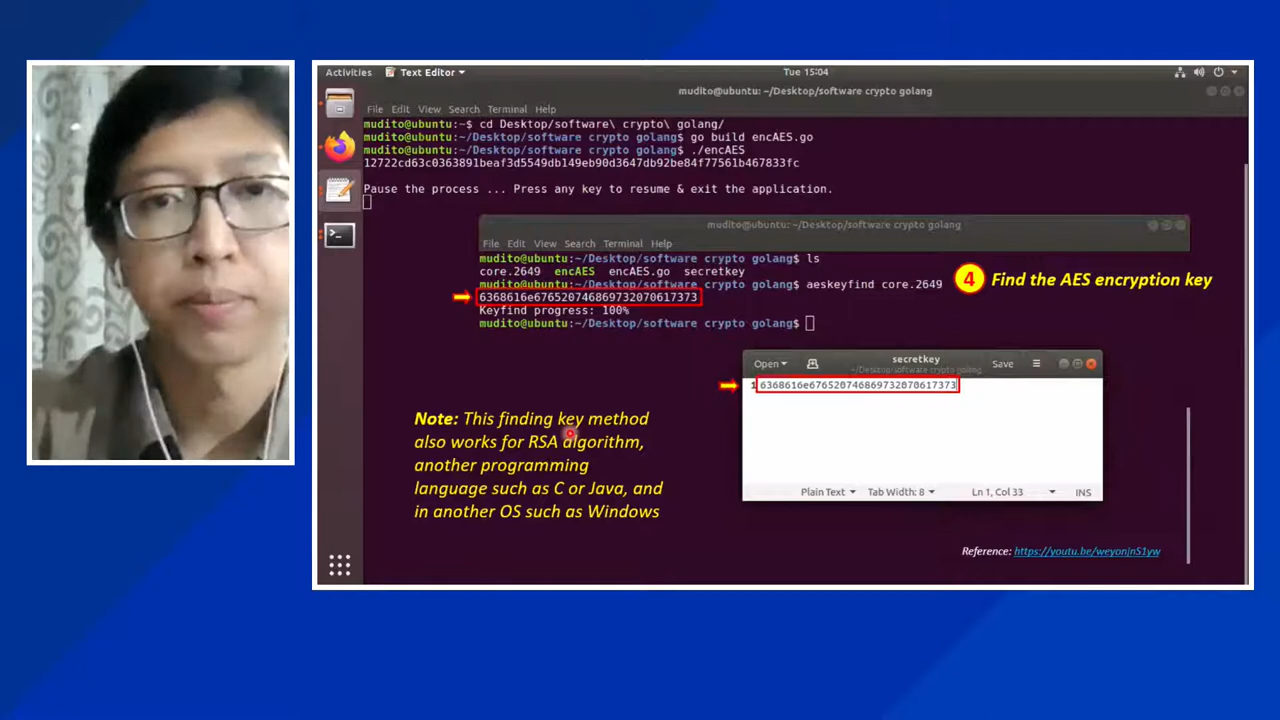 Activities Text Editor Tue 15:04
mudito@ubuntu: ~/Desktop/software crypto golang
File Edit View Search Terminal Help
mudito@ubuntu:~$ cd Desktop/software\ crypto\ golang/
mudito@ubuntu:~/Desktop/software crypto golang$ go build encAES.go
mudito@ubuntu:~/Desktop/software crypto golang$ ./encAES
12722cd63c0363891beaf3d5549db149eb90d3647db92be84f77561b467833fc
Pause the process ... Press any key to resume & exit the application.
mudito@ubuntu: ~/Desktop/software crypto golang
File Edit View Search Terminal Help
mudito@ubuntu:~/Desktop/software crypto golang$ ls
core.2649 encAES encAES.go secretkey
mudito@ubuntu:~/Desktop/software crypto golang$ aeskeyfind core.2649
6368616e676520746869732070617373
Keyfind progress: 100%
mudito@ubuntu:~/Desktop/software crypto golang$
4 Find the AES encryption key
Open secretkey Save
~/Desktop/software crypto golang
1 6368616e676520746869732070617373
Plain Text Tab Width: 8 Ln 1, Col 33 INS
Note: This finding key method
also works for RSA algorithm,
another programming
language such as C or Java, and
in another OS such as Windows
Reference: https://youtu.be/weyonjnS1yw